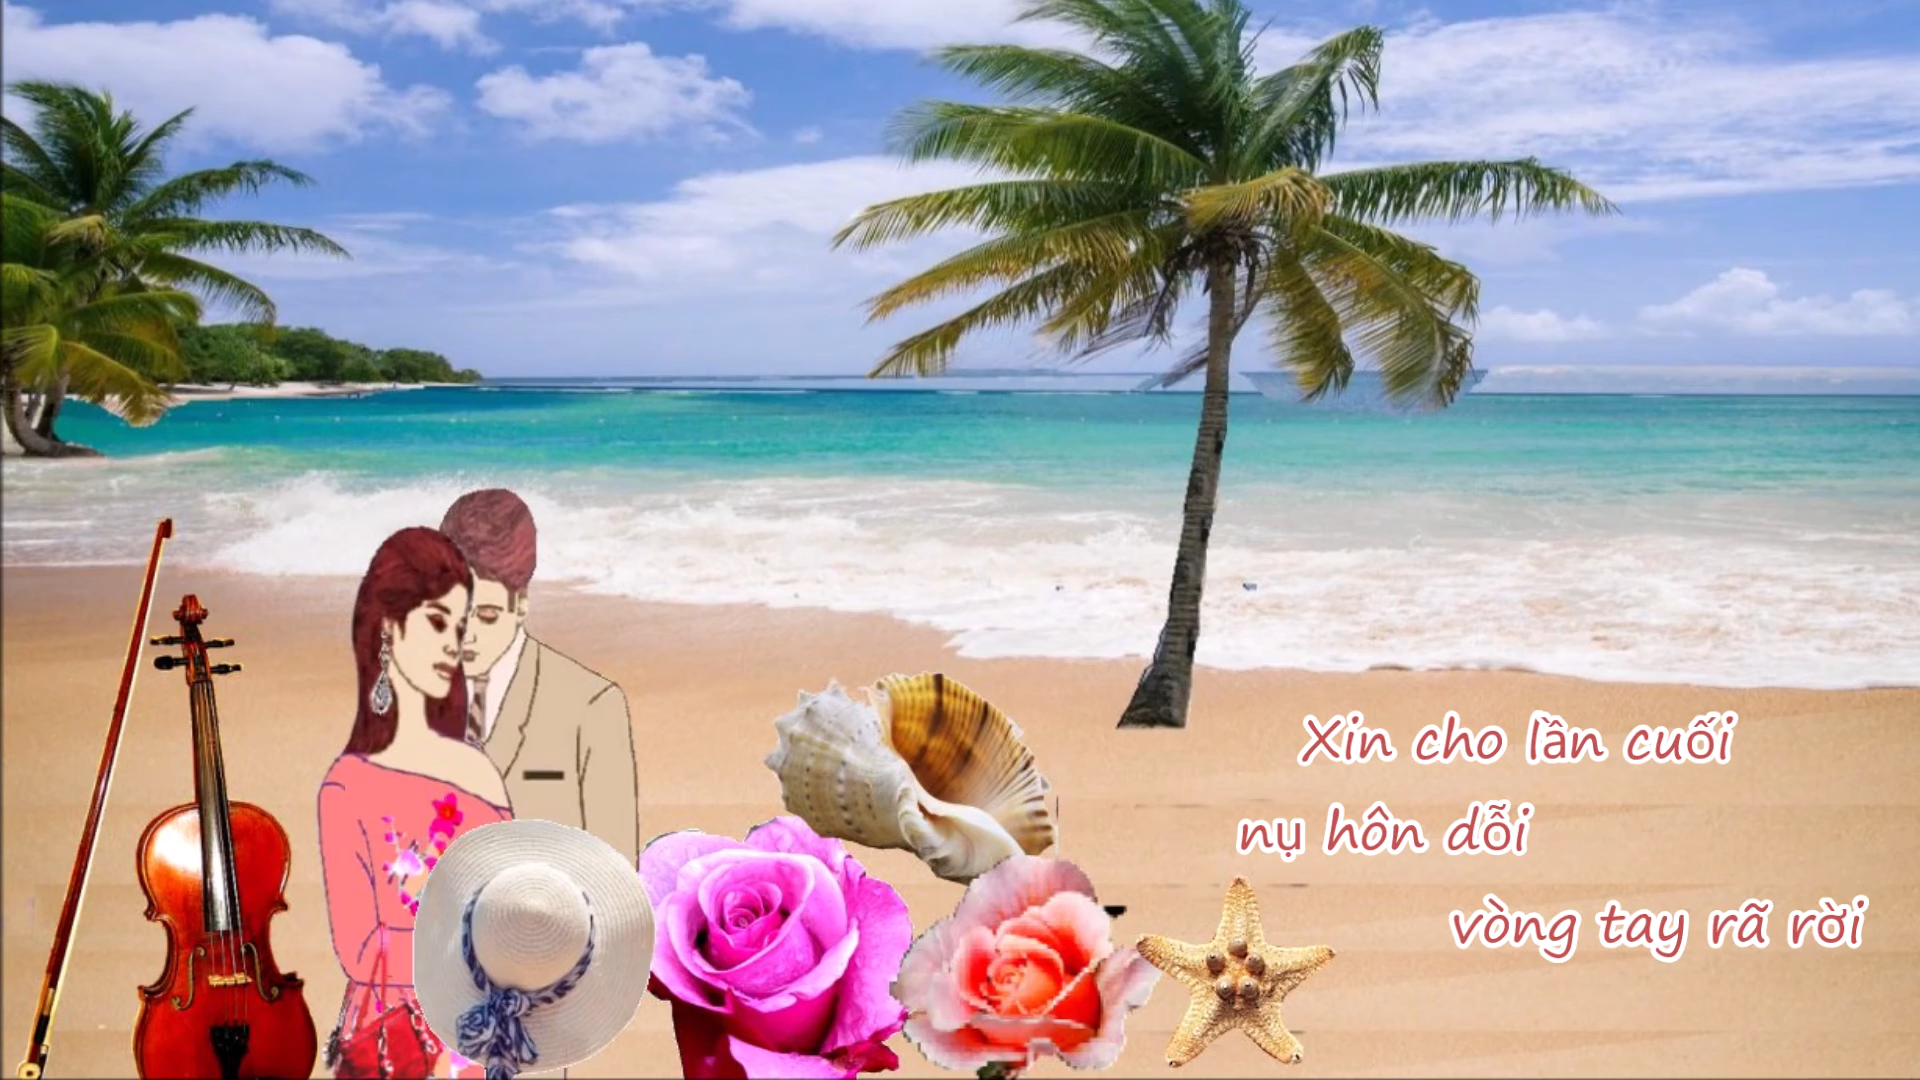 Xin cho lần cuối
nụ hôn dỗi
vòng tay rã rời